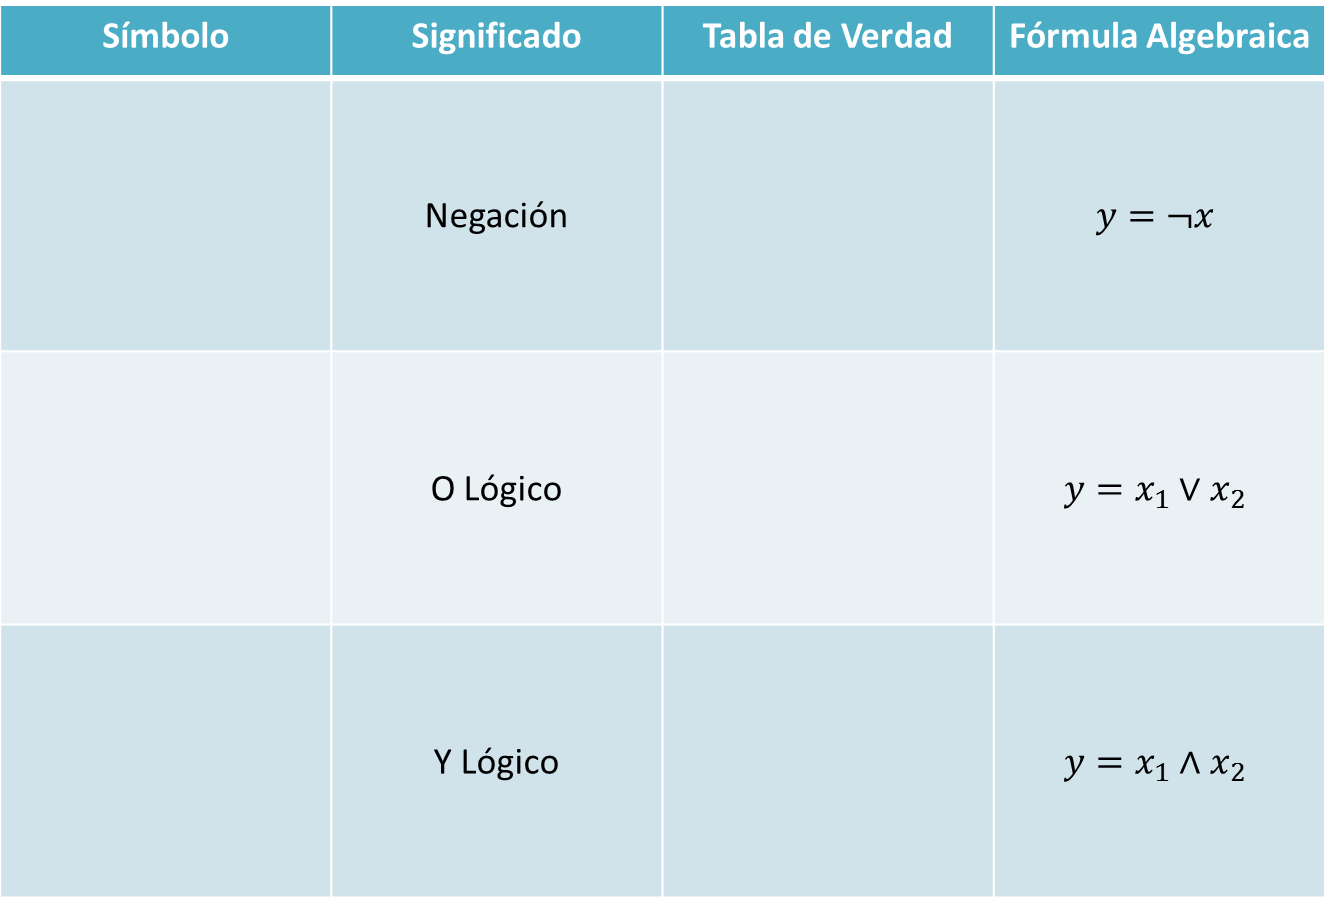 Símbolo Significado Tabla de Verdad Fórmula Algebraica
Negación y = ¬x
O Lógico y = x₁ ∨ x₂
Y Lógico y = x₁ ∧ x₂